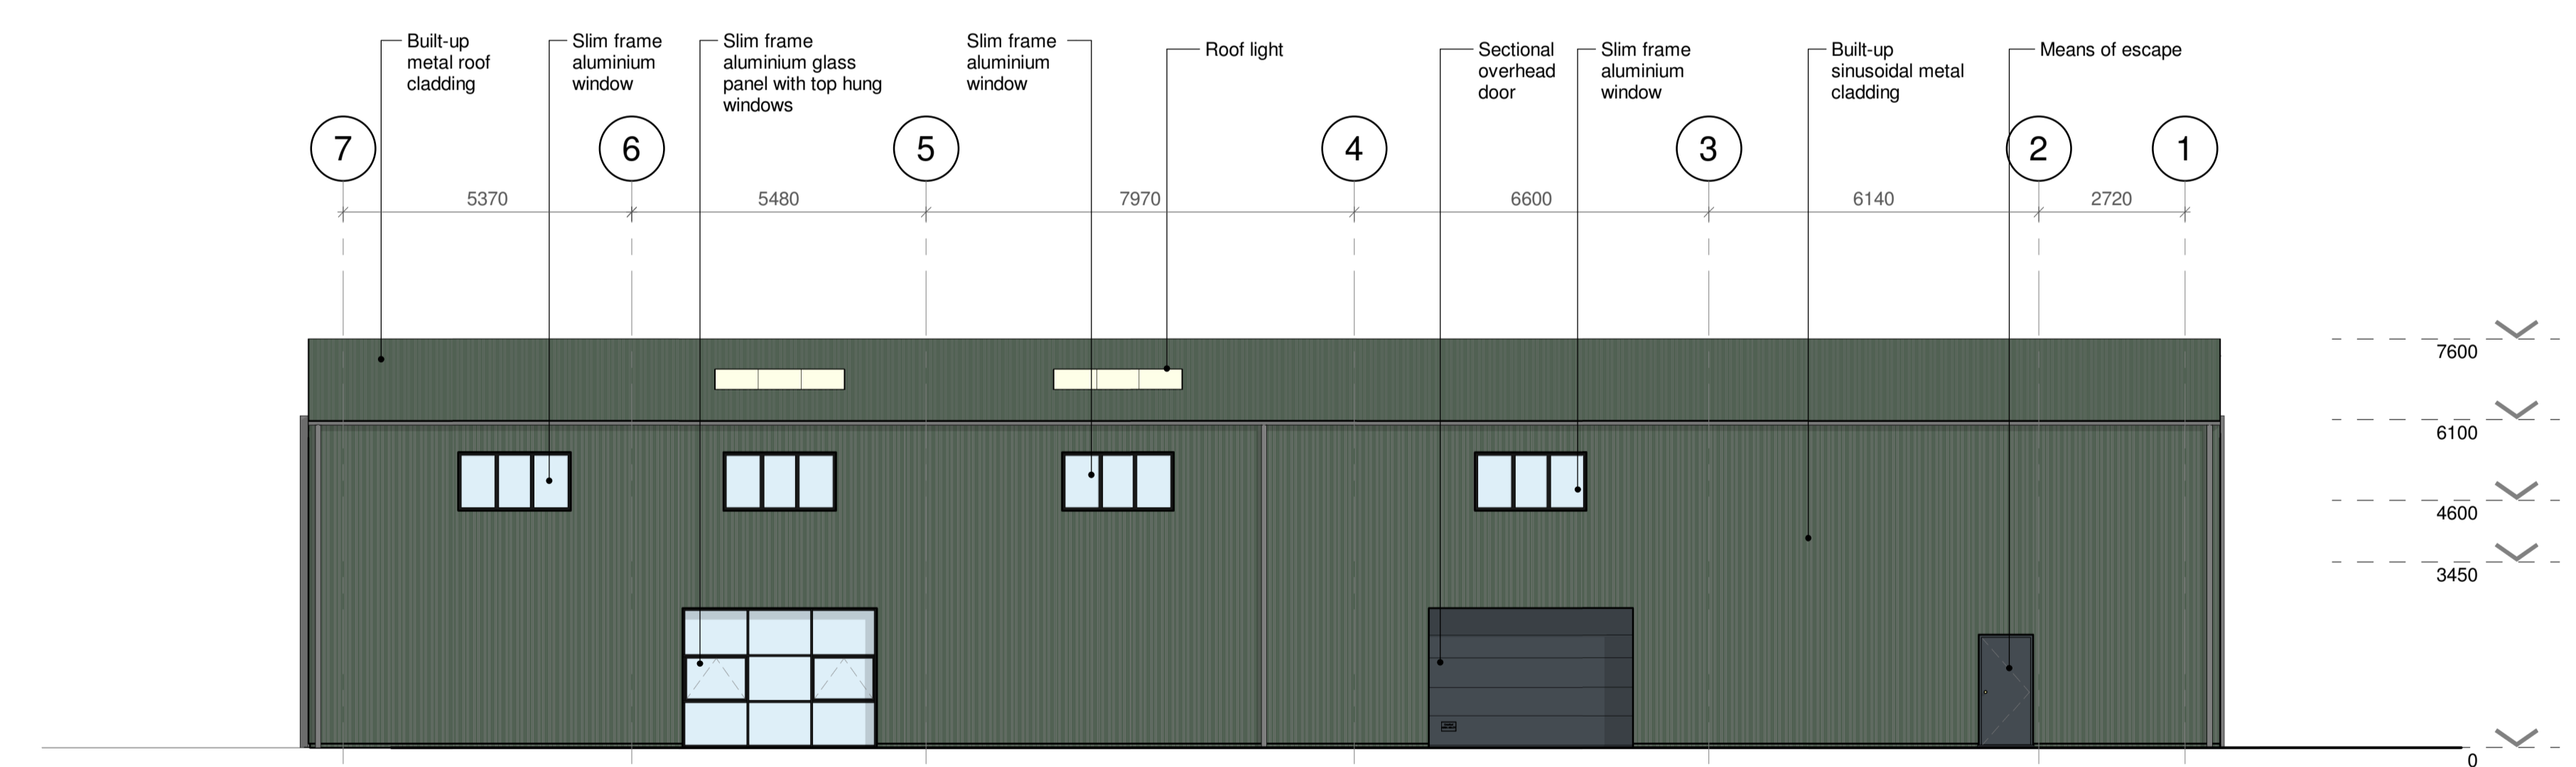 Built-up
metal roof
cladding
Slim frame
aluminium
window
Slim frame
aluminium glass
panel with top hung
windows
Slim frame
aluminium
window
Roof light
Sectional
overhead
door
Slim frame
aluminium
window
Built-up
sinusoidal metal
cladding
Means of escape
7
6
5
4
3
2
1
5370
5480
7970
6600
6140
2720
7600
6100
4600
3450
0